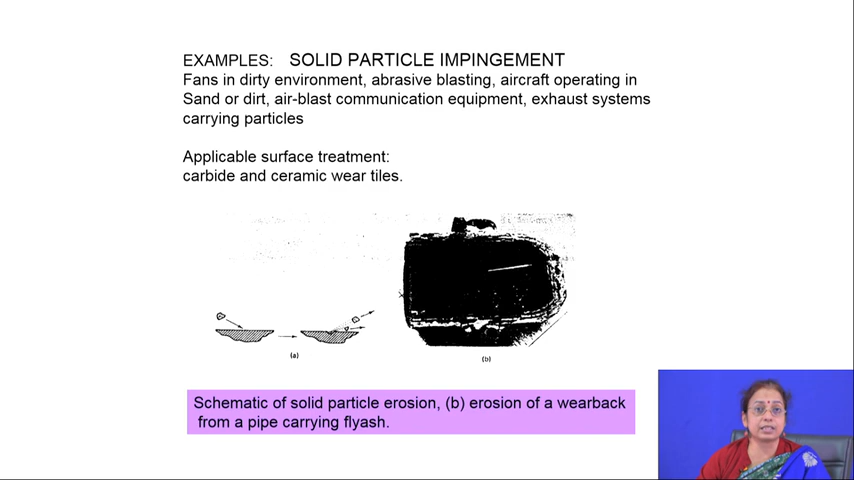 EXAMPLES: SOLID PARTICLE IMPINGEMENT
Fans in dirty environment, abrasive blasting, aircraft operating in
Sand or dirt, air-blast communication equipment, exhaust systems
carrying particles
Applicable surface treatment:
carbide and ceramic wear tiles.
(a)
(b)
Schematic of solid particle erosion, (b) erosion of a wearback
from a pipe carrying flyash.